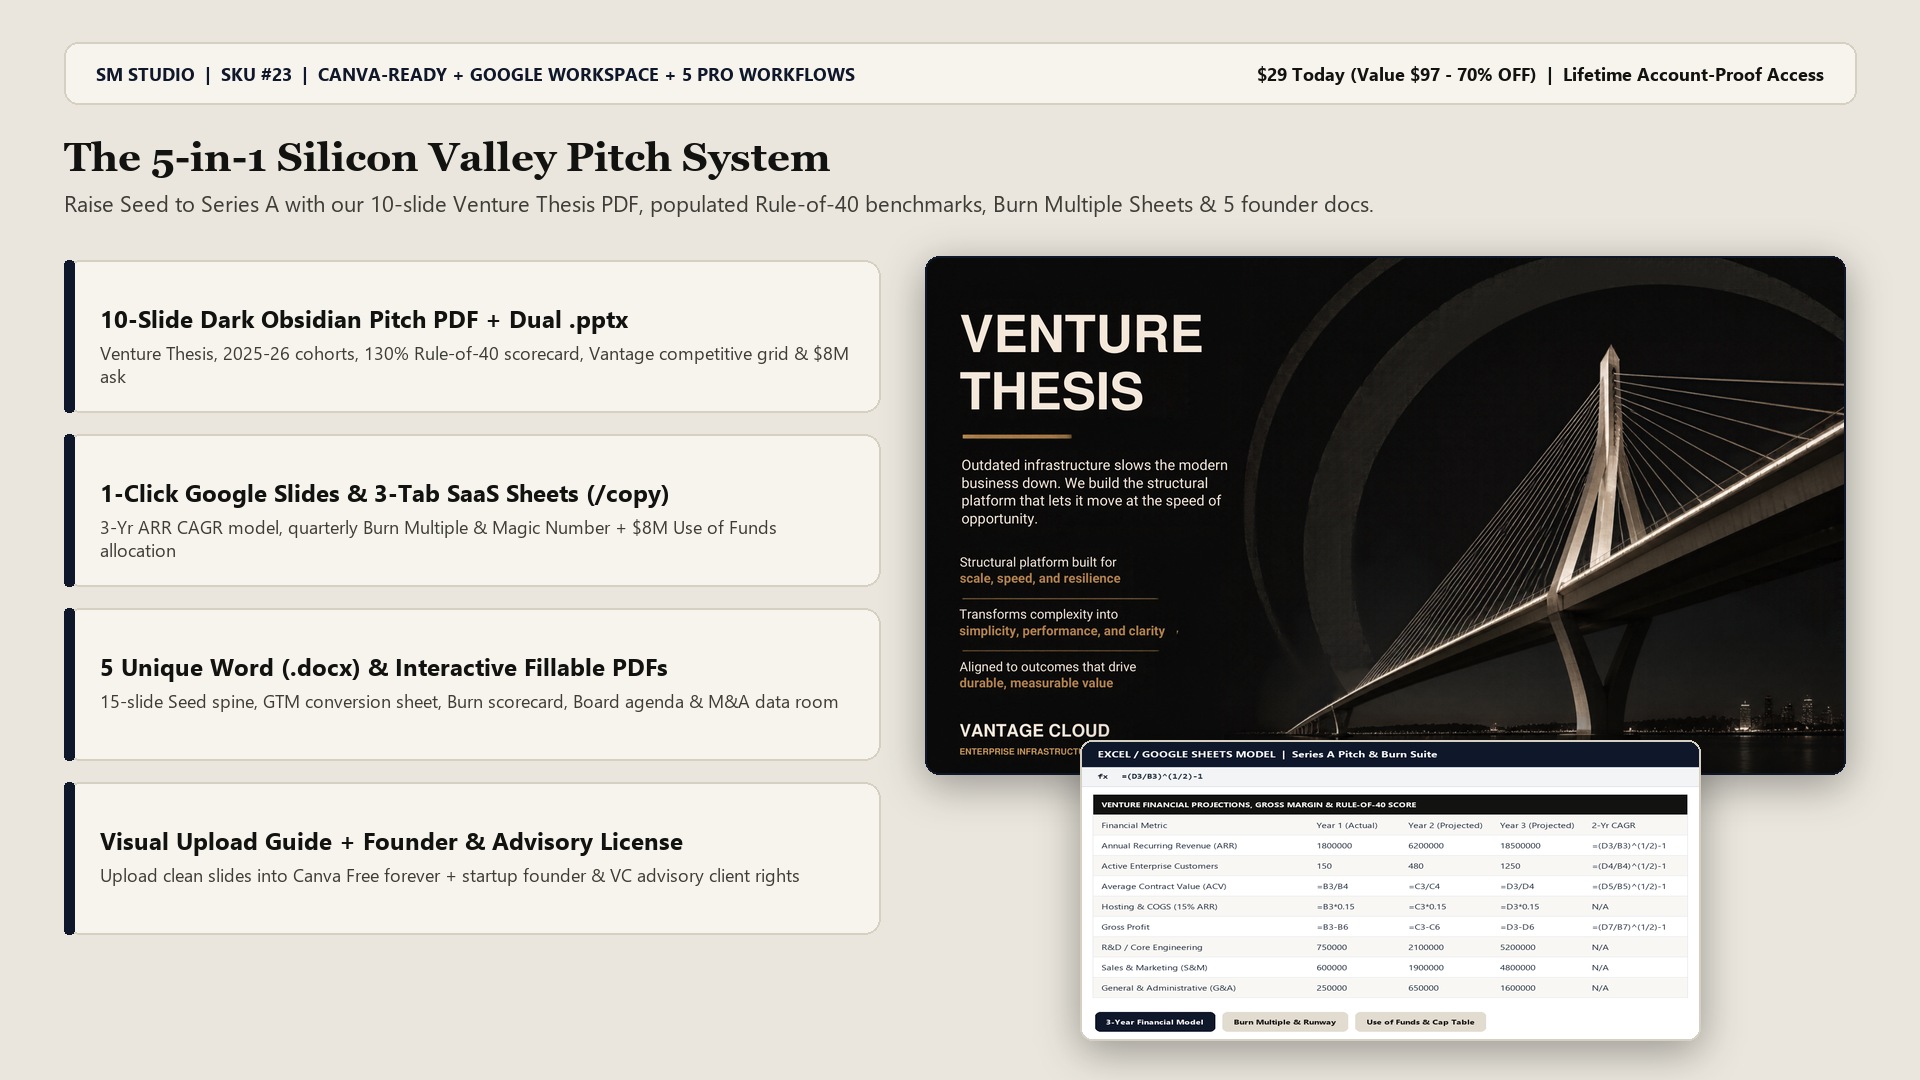 SM STUDIO | SKU #23 | CANVA-READY + GOOGLE WORKSPACE + 5 PRO WORKFLOWS
$29 Today (Value $97 - 70% OFF) | Lifetime Account-Proof Access
The 5-in-1 Silicon Valley Pitch System
Raise Seed to Series A with our 10-slide Venture Thesis PDF, populated Rule-of-40 benchmarks, Burn Multiple Sheets & 5 founder docs.
10-Slide Dark Obsidian Pitch PDF + Dual .pptx
Venture Thesis, 2025-26 cohorts, 130% Rule-of-40 scorecard, Vantage competitive grid & $8M
ask
1-Click Google Slides & 3-Tab SaaS Sheets (/copy)
3-Yr ARR CAGR model, quarterly Burn Multiple & Magic Number + $8M Use of Funds
allocation
5 Unique Word (.docx) & Interactive Fillable PDFs
15-slide Seed spine, GTM conversion sheet, Burn scorecard, Board agenda & M&A data room
Visual Upload Guide + Founder & Advisory License
Upload clean slides into Canva Free forever + startup founder & VC advisory client rights
VENTURE
THESIS
Outdated infrastructure slows the modern
business down. We build the structural
platform that lets it move at the speed of
opportunity.
Structural platform built for
scale, speed, and resilience
Transforms complexity into
simplicity, performance, and clarity
Aligned to outcomes that drive
durable, measurable value
VANTAGE CLOUD
ENTERPRISE
EXCEL / GOOGLE SHEETS MODEL | Series A Pitch & Burn Suite
fx =(D3/B3)^(1/2)-1
VENTURE FINANCIAL PROJECTIONS, GROSS MARGIN & RULE-OF-40 SCORE
Financial Metric Year 1 (Actual) Year 2 (Projected) Year 3 (Projected) 2-Yr CAGR
Annual Recurring Revenue (ARR) 1800000 6200000 18500000 =(D3/B3)^(1/2)-1
Active Enterprise Customers 150 480 1250 =(D4/B4)^(1/2)-1
Average Contract Value (ACV) =B3/B4 =C3/C4 =D3/D4 =(D5/B5)^(1/2)-1
Hosting & COGS (15% ARR) =B3*0.15 =C3*0.15 =D3*0.15 N/A
Gross Profit =B3-B6 =C3-C6 =D3-D6 =(D7/B7)^(1/2)-1
R&D / Core Engineering 750000 2100000 5200000 N/A
Sales & Marketing (S&M) 600000 1900000 4800000 N/A
General & Administrative (G&A) 250000 650000 1600000 N/A
3-Year Financial Model Burn Multiple & Runway Use of Funds & Cap Table